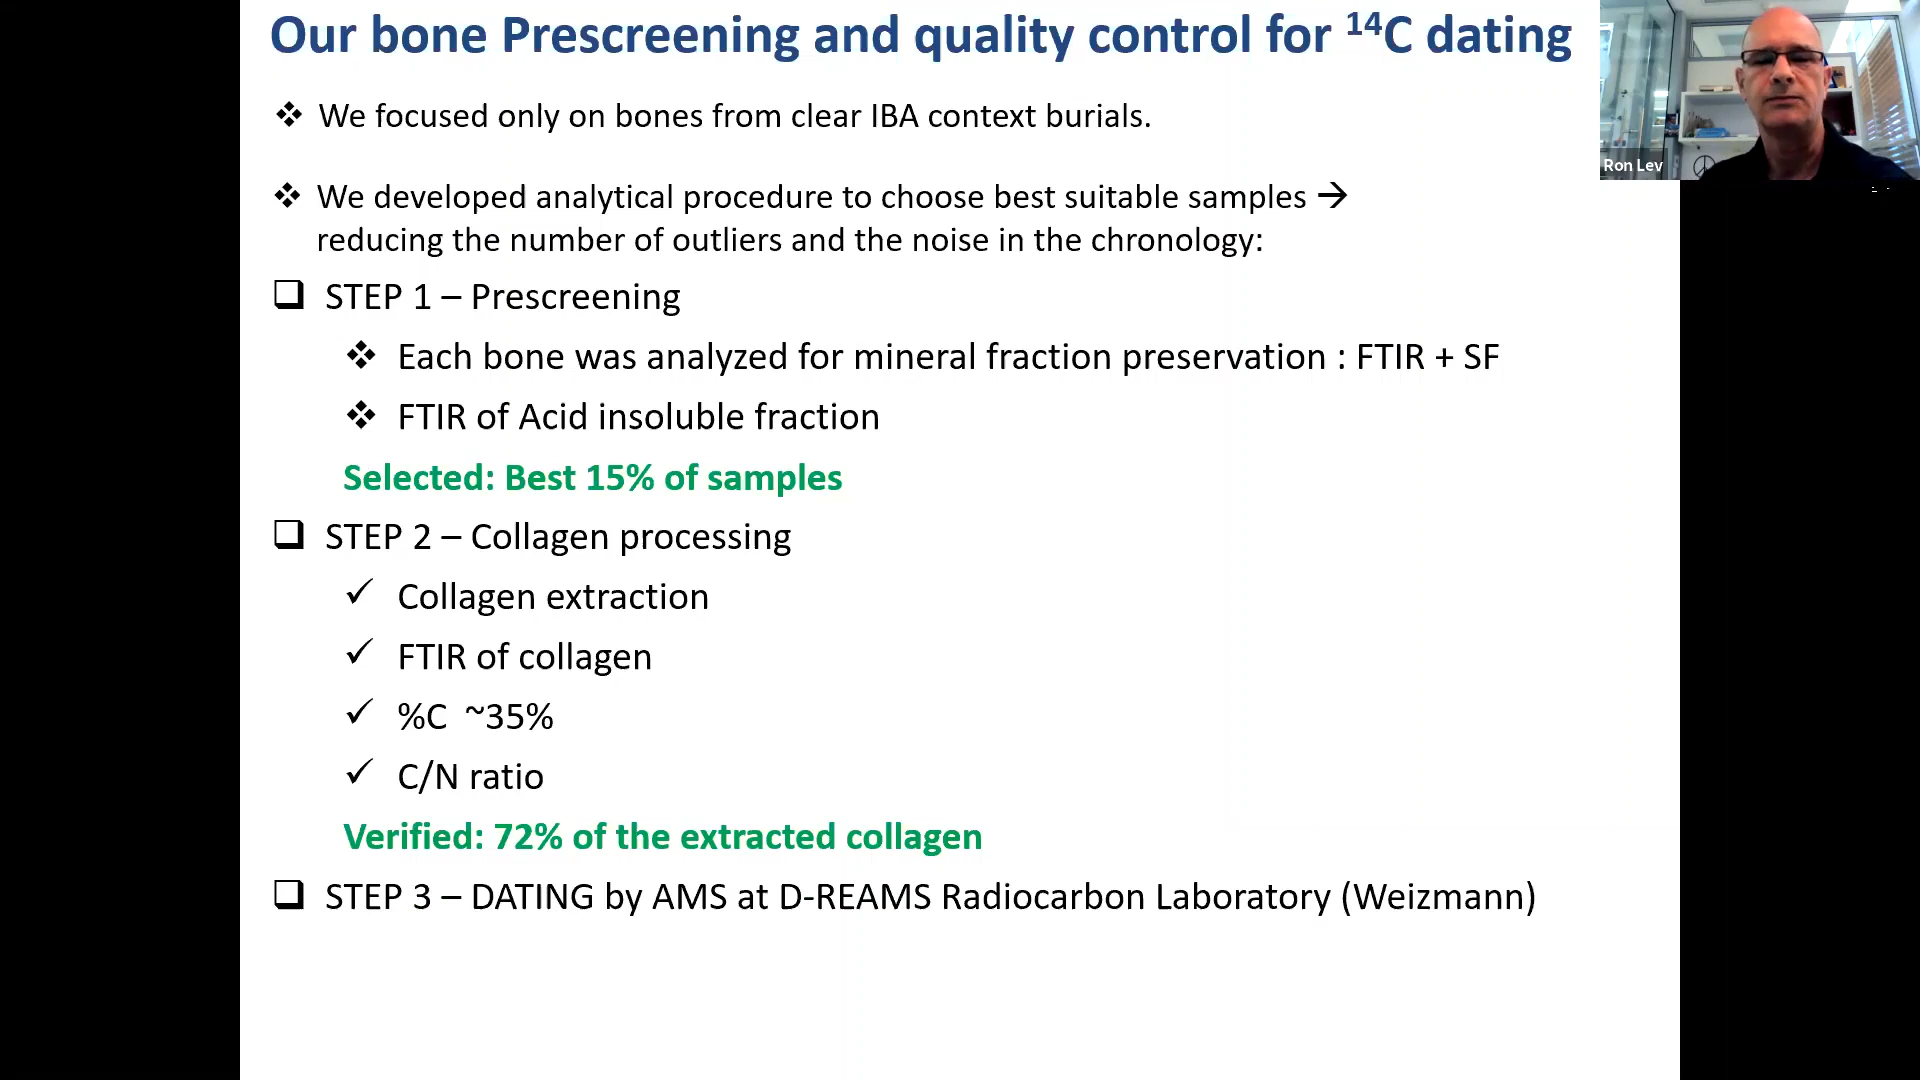 Our bone Prescreening and quality control for ¹⁴C dating
❖ We focused only on bones from clear IBA context burials.
❖ We developed analytical procedure to choose best suitable samples →
reducing the number of outliers and the noise in the chronology:
❑ STEP 1 – Prescreening
❖ Each bone was analyzed for mineral fraction preservation : FTIR + SF
❖ FTIR of Acid insoluble fraction
Selected: Best 15% of samples
❑ STEP 2 – Collagen processing
✓ Collagen extraction
✓ FTIR of collagen
✓ %C ~35%
✓ C/N ratio
Verified: 72% of the extracted collagen
❑ STEP 3 – DATING by AMS at D-REAMS Radiocarbon Laboratory (Weizmann)
Ron Lev